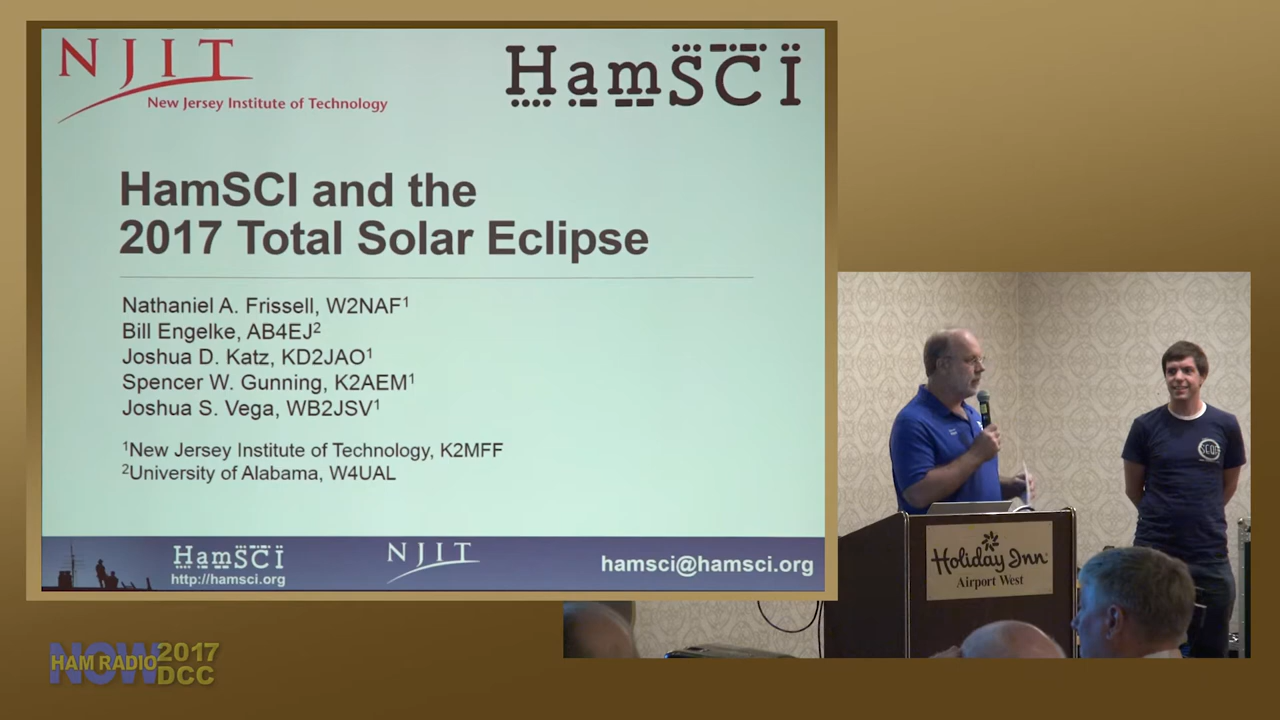 NJIT
New Jersey Institute of Technology
HamSCI
HamSCI and the
2017 Total Solar Eclipse
Nathaniel A. Frissell, W2NAF¹
Bill Engelke, AB4EJ²
Joshua D. Katz, KD2JAO¹
Spencer W. Gunning, K2AEM¹
Joshua S. Vega, WB2JSV¹
¹New Jersey Institute of Technology, K2MFF
²University of Alabama, W4UAL
HamSCI
http://hamsci.org
NJIT
hamsci@hamsci.org
Holiday Inn
Airport West
NOW
HAM RADIO
2017
DCC